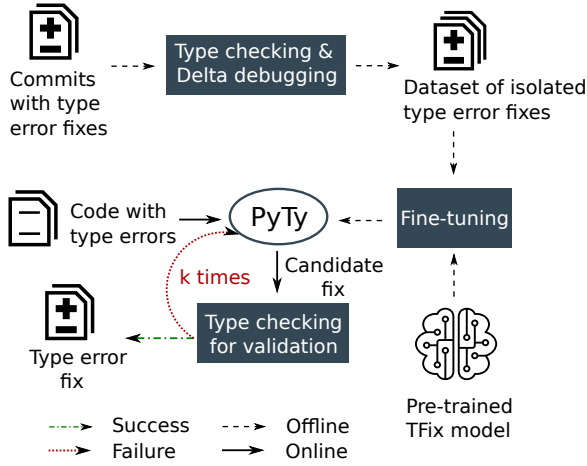 Commits
with type
error fixes
Type checking &
Delta debugging
Dataset of isolated
type error fixes
Code with
type errors
PyTy
Fine-tuning
k times
Candidate
fix
Type checking
for validation
Type error
fix
Pre-trained
TFix model
Success
Offline
Failure
Online